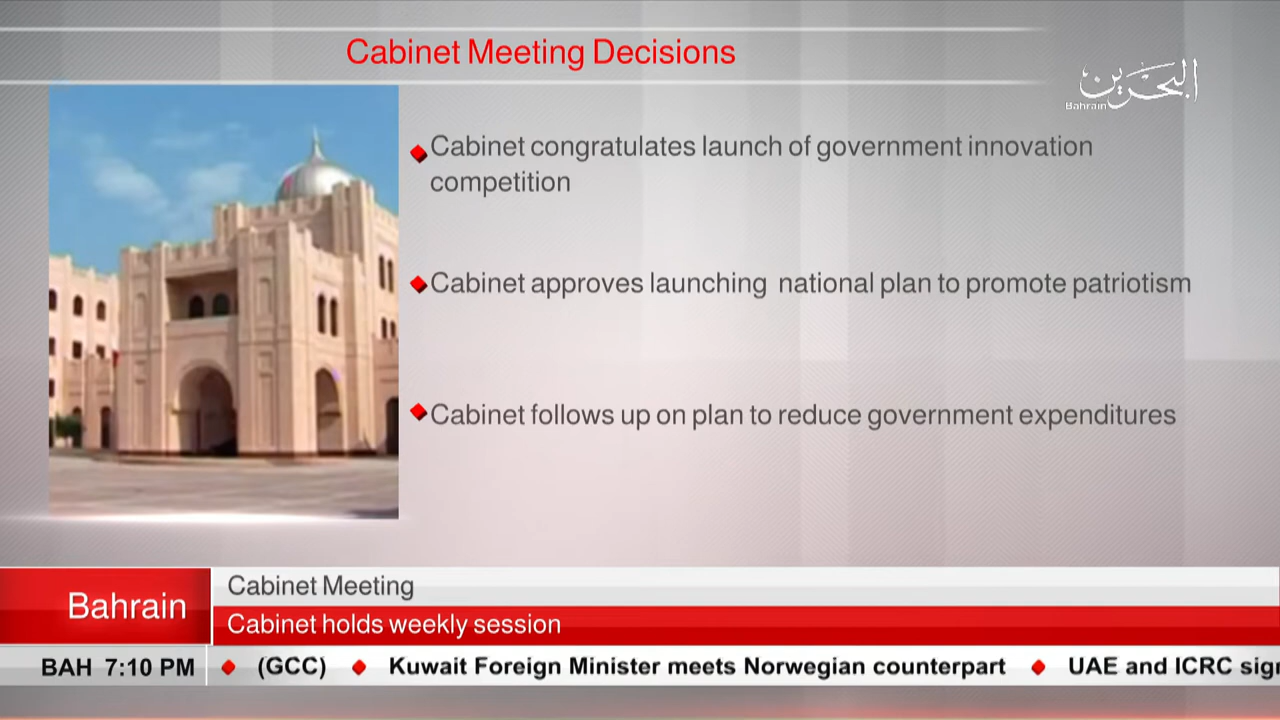 Cabinet Meeting Decisions
البحرين
Bahrain
Cabinet congratulates launch of government innovation
competition
Cabinet approves launching national plan to promote patriotism
Cabinet follows up on plan to reduce government expenditures
Bahrain
Cabinet Meeting
Cabinet holds weekly session
BAH 7:10 PM (GCC) Kuwait Foreign Minister meets Norwegian counterpart UAE and ICRC sign